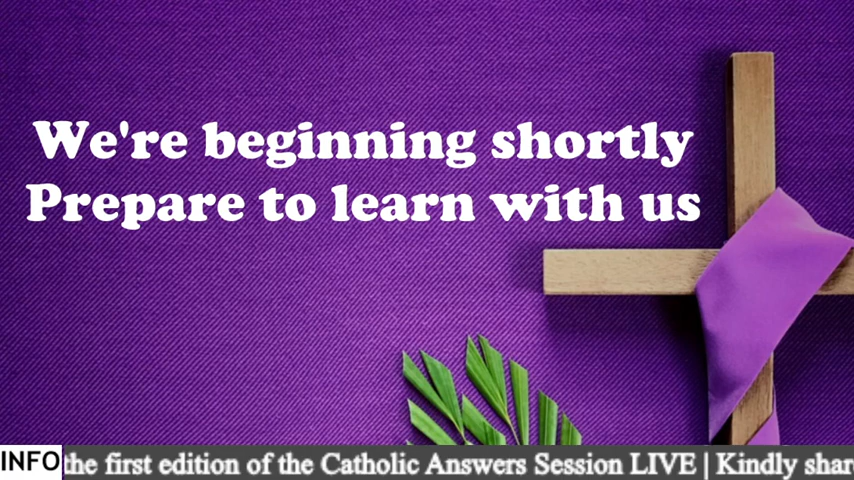 We're beginning shortly
Prepare to learn with us
INFO the first edition of the Catholic Answers Session LIVE | Kindly